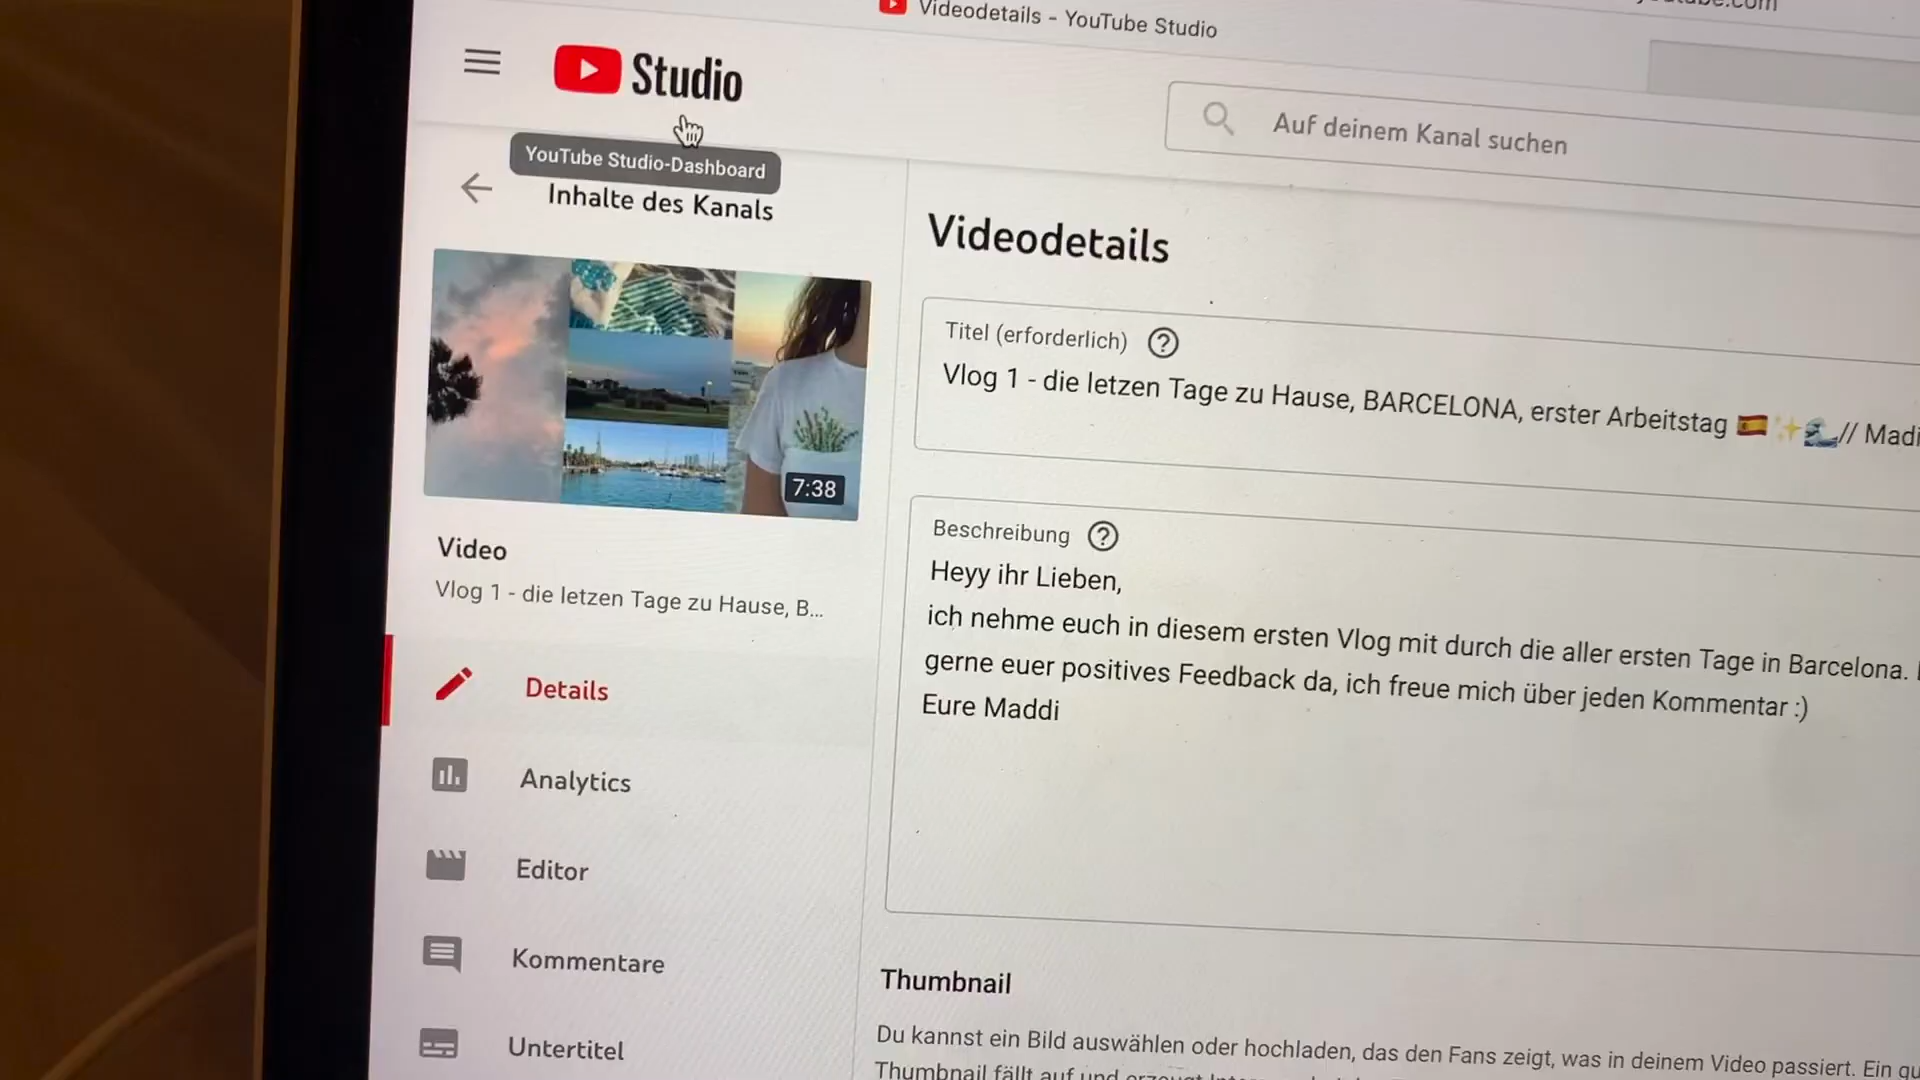 Videodetails - YouTube Studio
Studio
Auf deinem Kanal suchen
YouTube Studio-Dashboard
Inhalte des Kanals
7:38
Video
Vlog 1 - die letzen Tage zu Hause, B...
Details
Analytics
Editor
Kommentare
Untertitel
Videodetails
Titel (erforderlich)
Vlog 1 - die letzen Tage zu Hause, BARCELONA, erster Arbeitstag 🇪🇸✨🌊// Madi
Beschreibung
Heyy ihr Lieben,
ich nehme euch in diesem ersten Vlog mit durch die aller ersten Tage in Barcelona.
gerne euer positives Feedback da, ich freue mich über jeden Kommentar :)
Eure Maddi
Thumbnail
Du kannst ein Bild auswählen oder hochladen, das den Fans zeigt, was in deinem Video passiert. Ein
Thumbnail fällt auf und